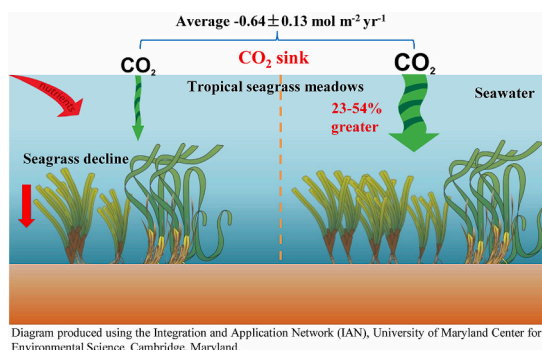 Average -0.64±0.13 mol m⁻² yr⁻¹
CO₂ sink
CO₂
CO₂
Tropical seagrass meadows
Seawater
nutrients
23-54%
greater
Seagrass decline
Diagram produced using the Integration and Application Network (IAN), University of Maryland Center for
Environmental Science, Cambridge, Maryland.